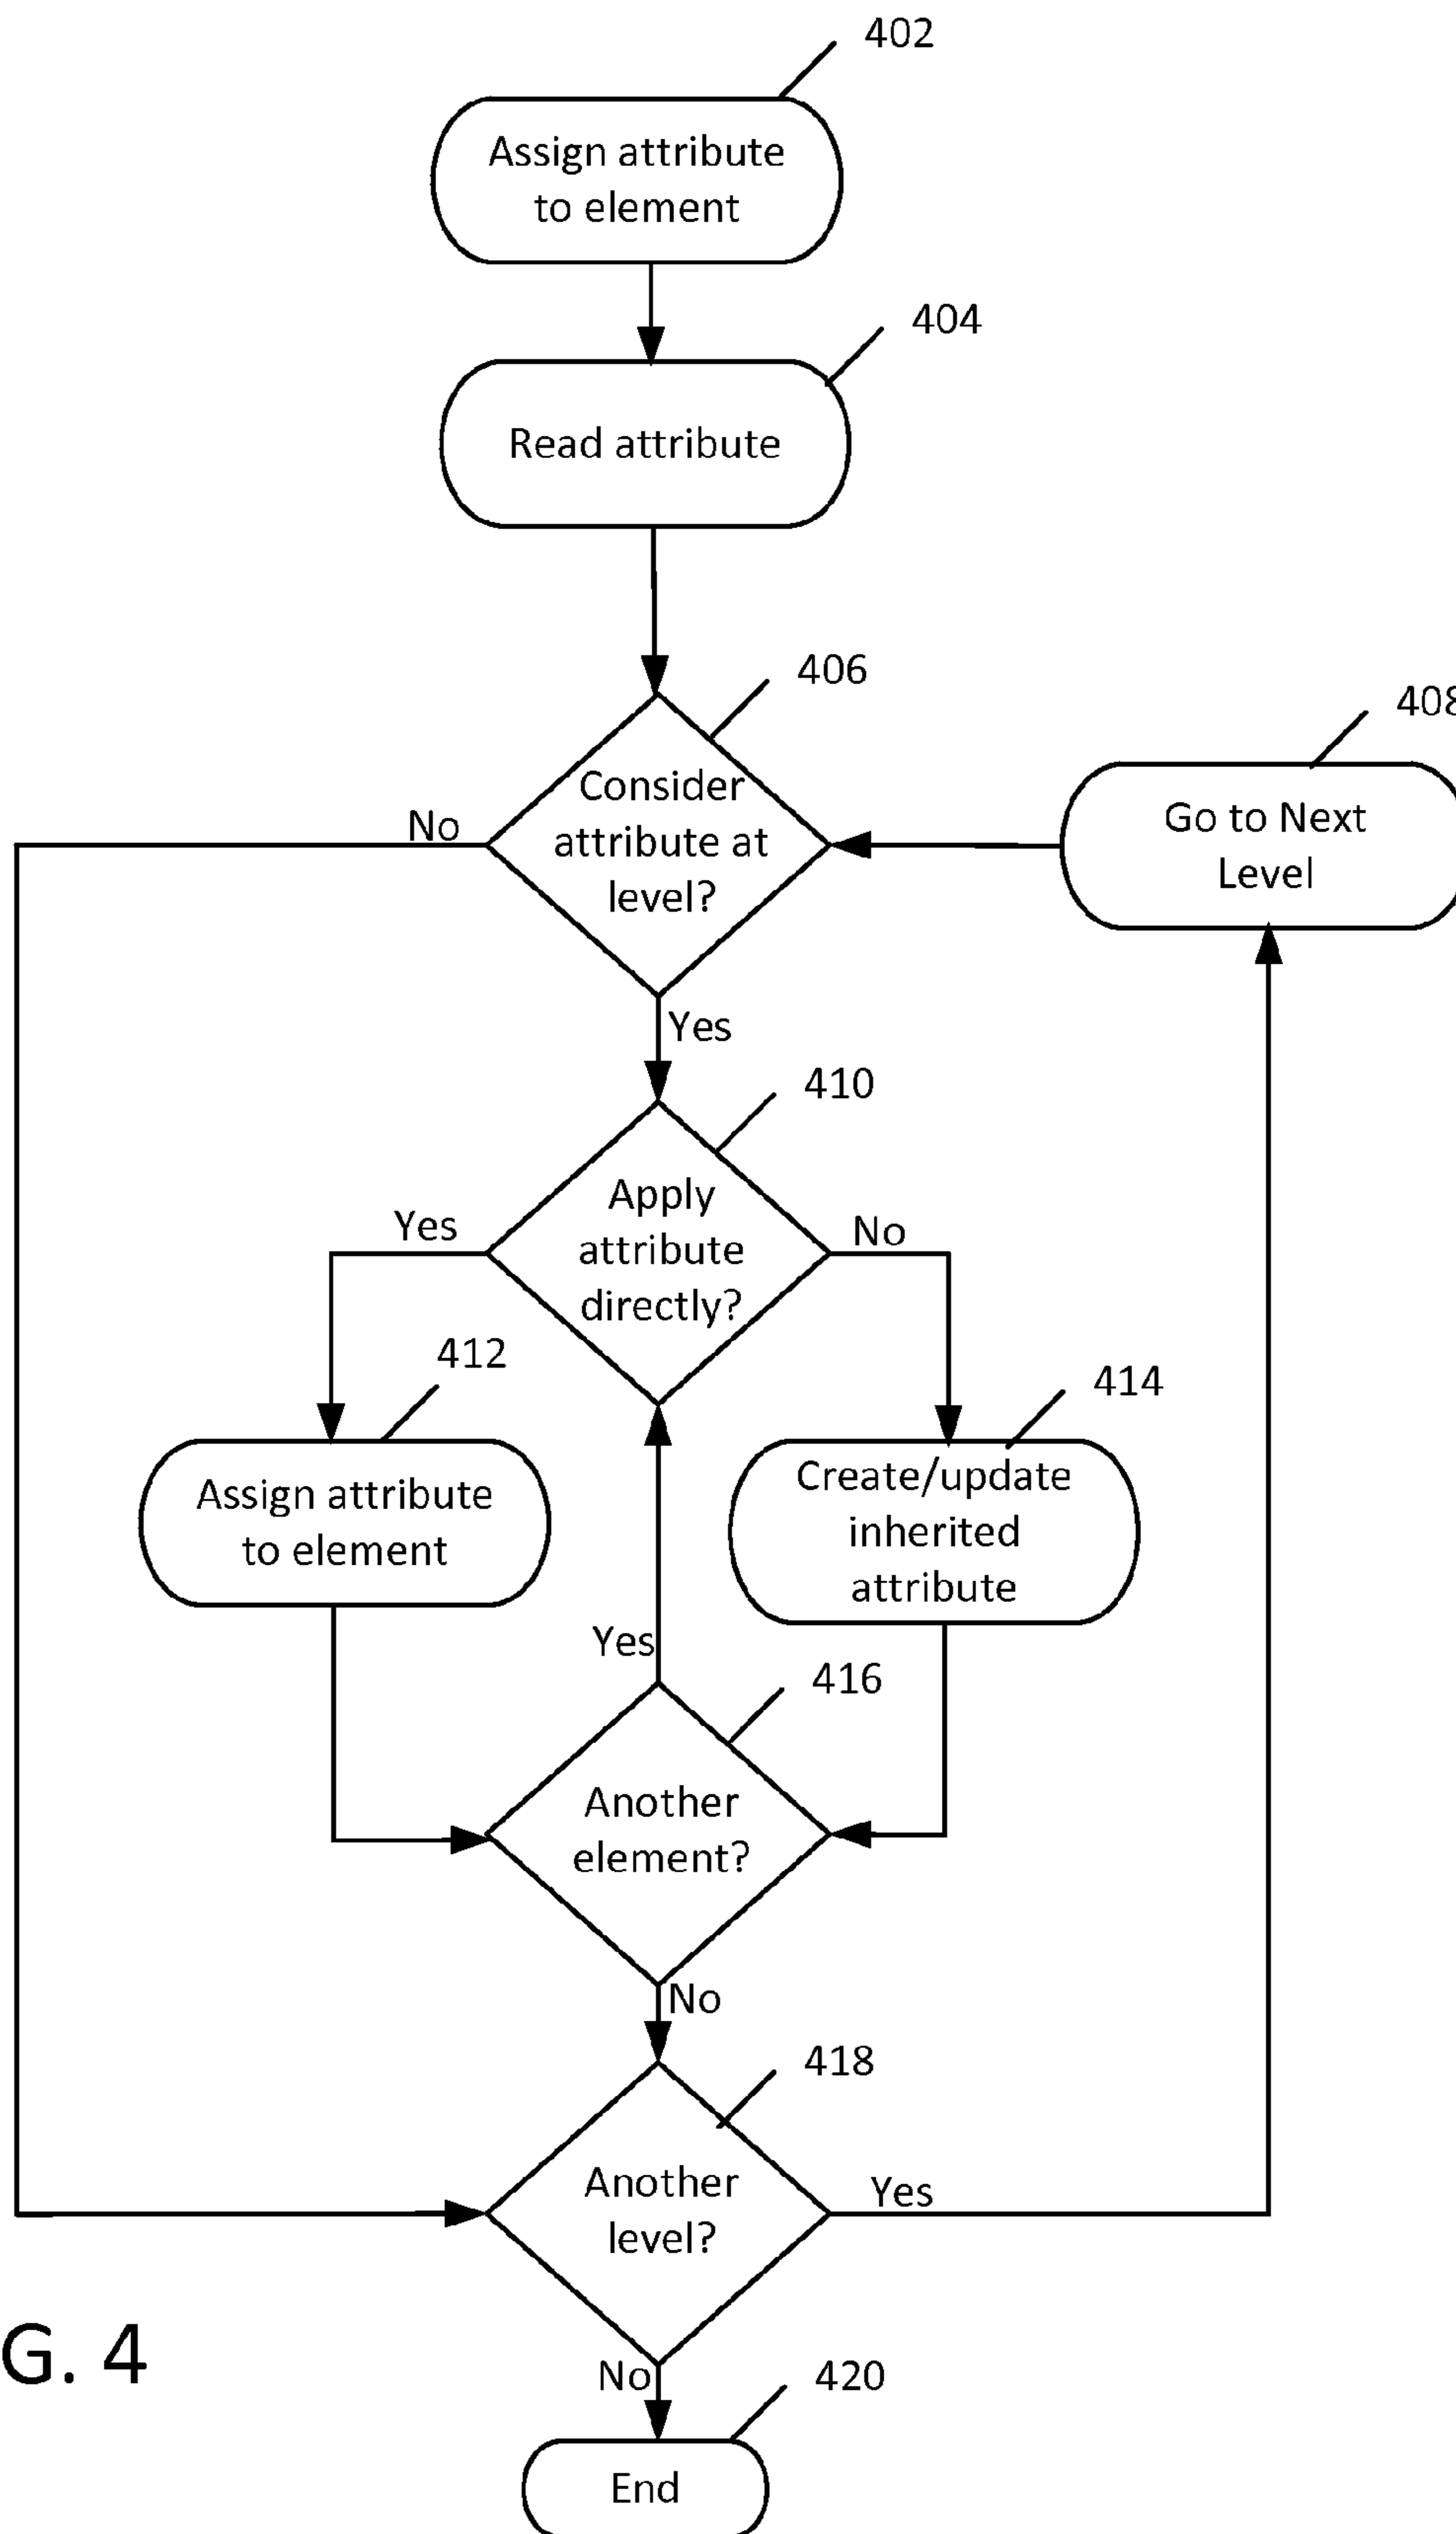 402
Assign attribute
to element
404
Read attribute
406
408
Consider
attribute at
level?
No
Go to Next
Level
Yes
410
Apply
attribute
directly?
Yes
No
412
414
Assign attribute
to element
Create/update
inherited
attribute
Yes
416
Another
element?
No
418
Another
level?
Yes
G. 4
No
420
End